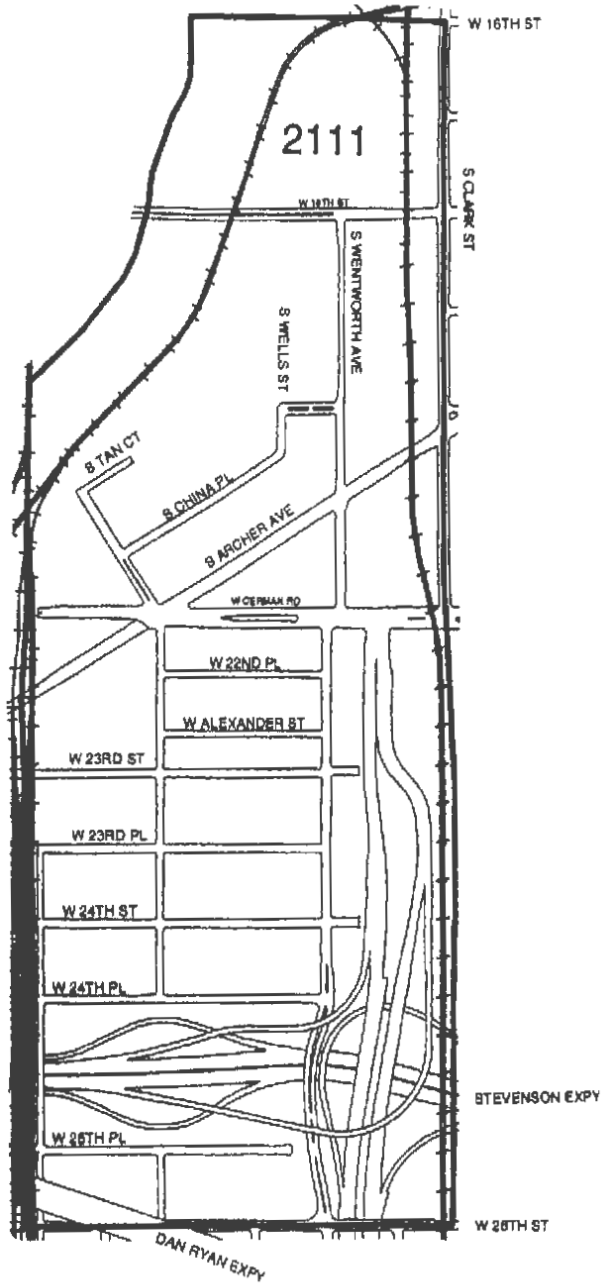 W 16TH ST
2111
S CLARK ST
W 18TH ST
S WENTWORTH AVE
S WELLS ST
S TAN CT
S CHINA PL
S ARCHER AVE
W CERMAK RD
W 22ND PL
W ALEXANDER ST
W 23RD ST
W 23RD PL
W 24TH ST
W 24TH PL
STEVENSON EXPY
W 25TH PL
W 26TH ST
DAN RYAN EXPY